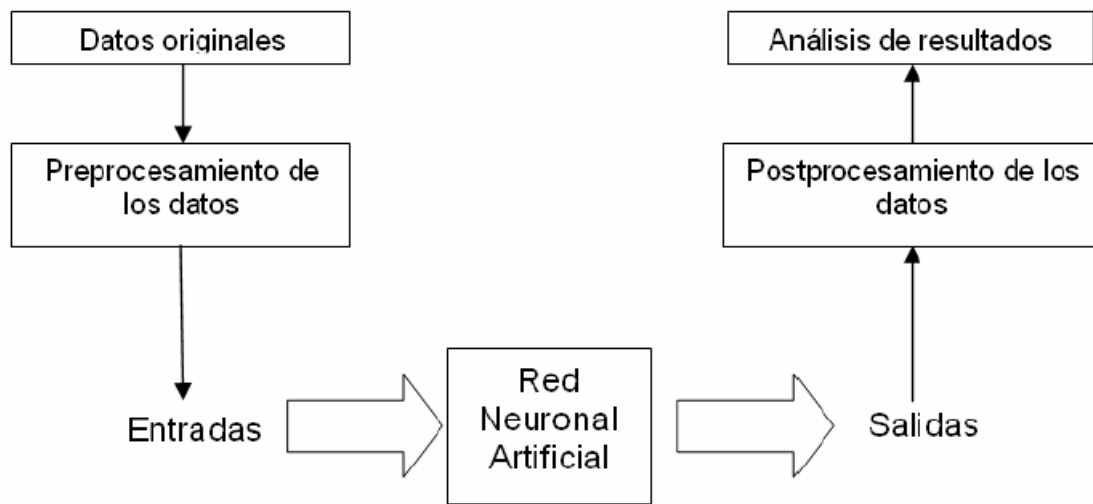 Datos originales
Preprocesamiento de
los datos
Entradas
Red
Neuronal
Artificial
Salidas
Postprocesamiento de los
datos
Análisis de resultados